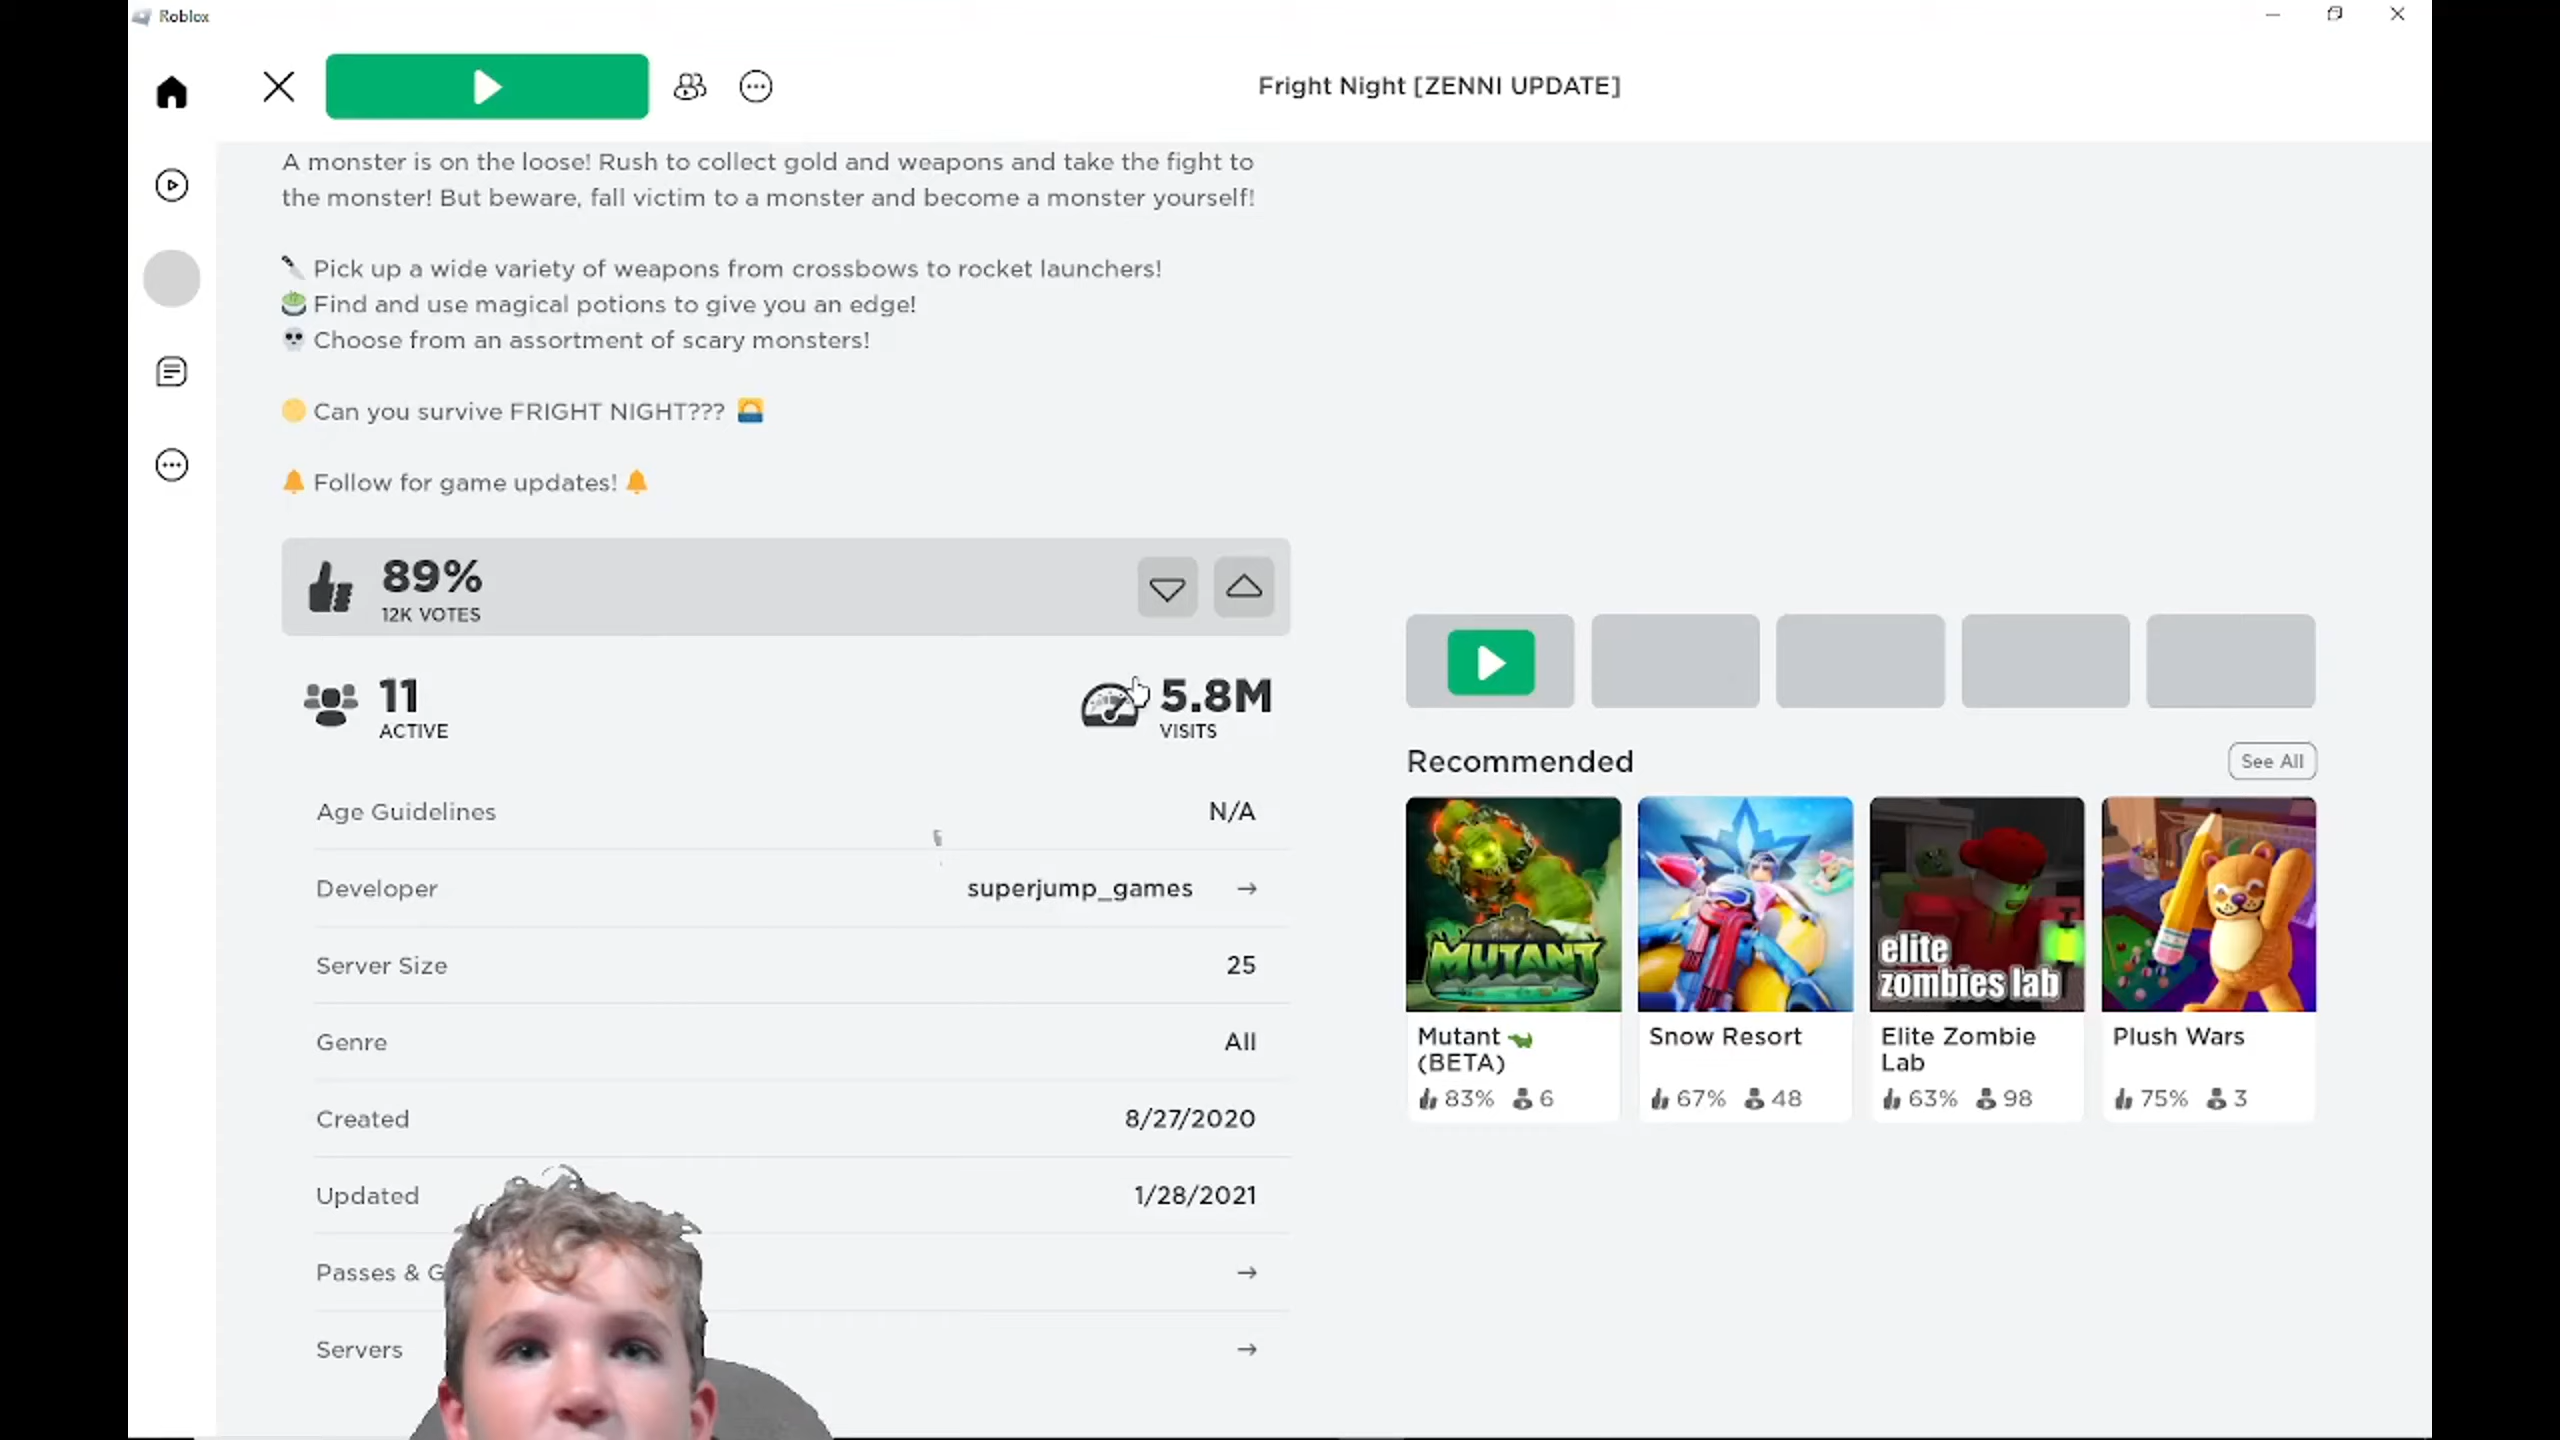 Roblox
Fright Night [ZENNI UPDATE]
A monster is on the loose! Rush to collect gold and weapons and take the fight to
the monster! But beware, fall victim to a monster and become a monster yourself!
🔪 Pick up a wide variety of weapons from crossbows to rocket launchers!
🍵 Find and use magical potions to give you an edge!
💀 Choose from an assortment of scary monsters!
🌕 Can you survive FRIGHT NIGHT??? 🌅
🔔 Follow for game updates! 🔔
89%
12K VOTES
11
ACTIVE
5.8M
VISITS
Age Guidelines N/A
Developer superjump_games →
Server Size 25
Genre All
Created 8/27/2020
Updated 1/28/2021
Passes & →
Servers →
Recommended
See All
MUTANT
elite
zombies lab
Mutant 🐊
(BETA)
83% 6
Snow Resort
67% 48
Elite Zombie
Lab
63% 98
Plush Wars
75% 3